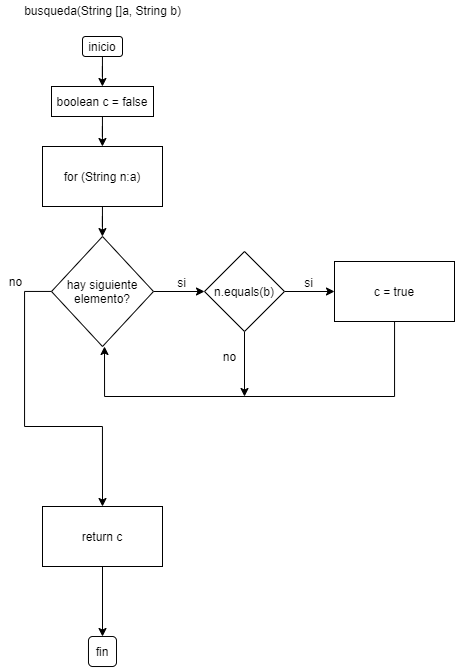 busqueda(String []a, String b)
inicio
boolean c = false
for (String n:a)
no
hay siguiente
elemento?
si
n.equals(b)
si
c = true
no
return c
fin